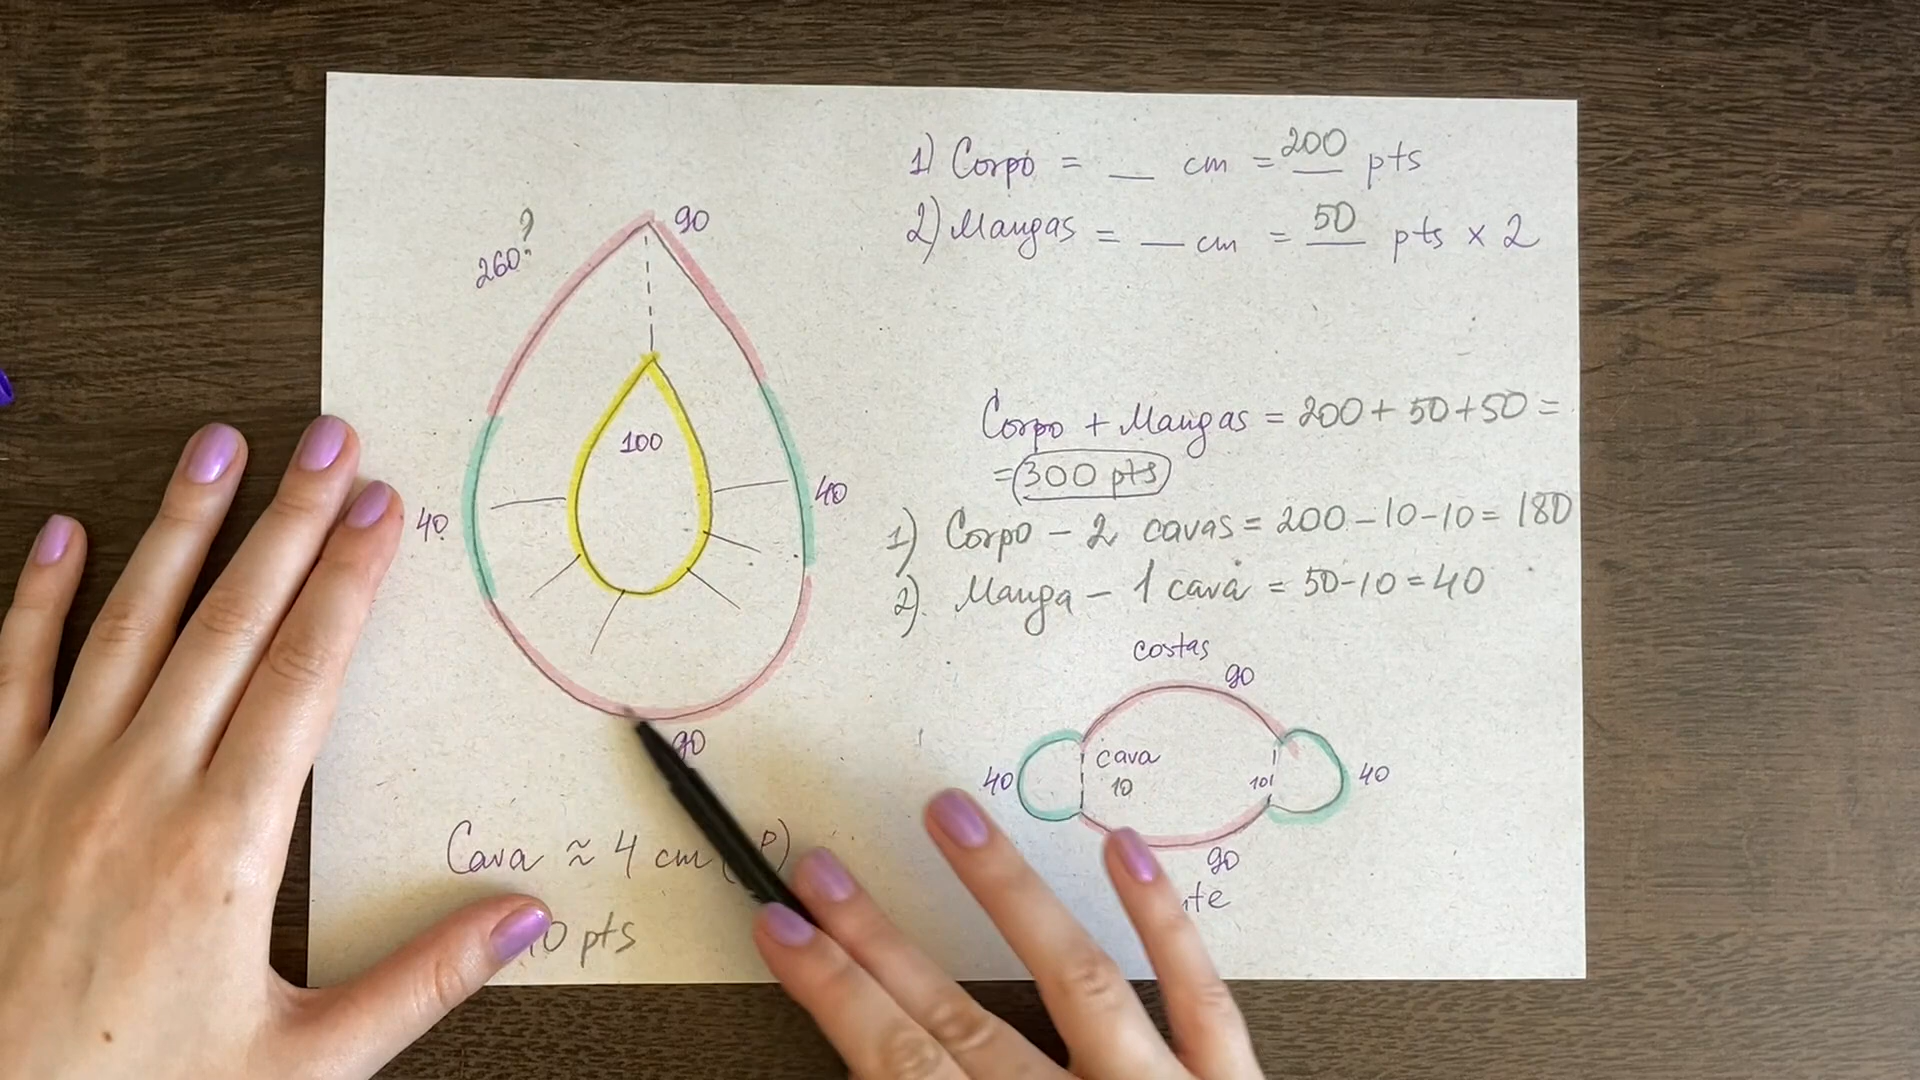 1) Corpo = __ cm = 200 pts
2) Mangas = __ cm = 50 pts x 2
260?
90
100
40
40
90
Corpo + Mangas = 200 + 50 + 50 =
= 300 pts
1) Corpo - 2 cavas = 200 - 10 - 10 = 180
2). Manga - 1 cava = 50 - 10 = 40
costas
90
40
cava
10
10
40
90
Cava ≈ 4 cm
pts